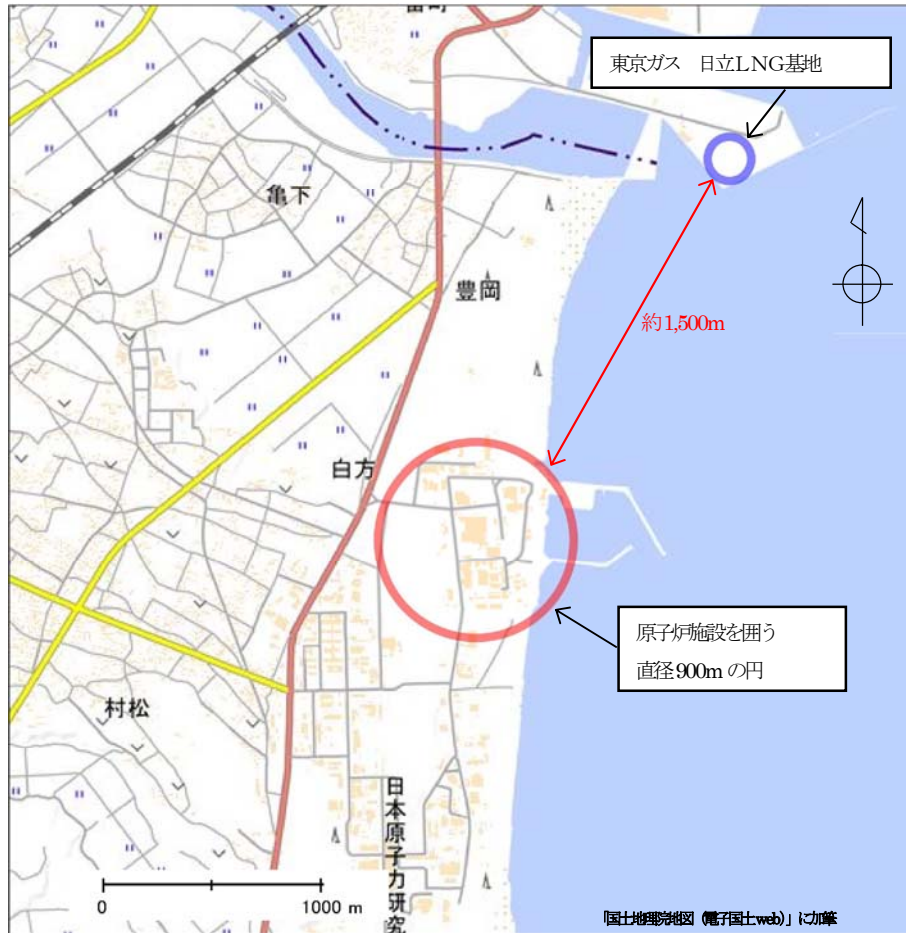 東京ガス 日立LNG基地
亀下
豊岡
約1,500m
白方
原子炉施設を囲う
直径900mの円
村松
日本原子力研究
0 1000 m
「国土地理院地図（電子国土web）」に加筆